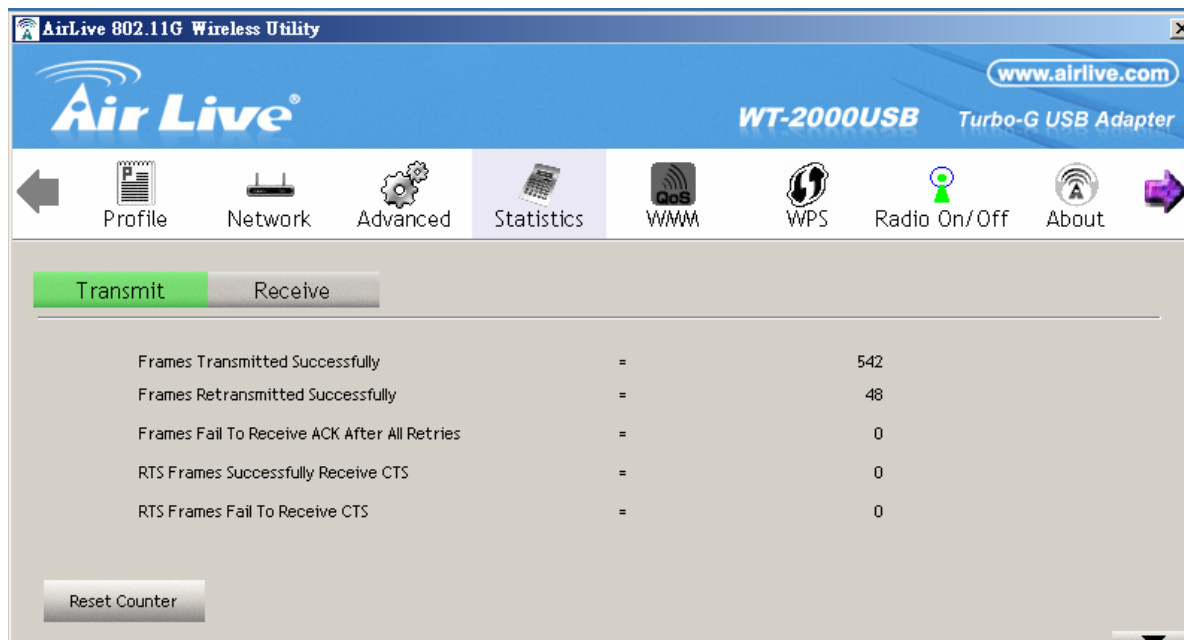 AirLive 802.11G Wireless Utility
www.airlive.com
Air Live®
WT-2000USB Turbo-G USB Adapter
P
QoS
Profile Network Advanced Statistics WMM WPS Radio On/Off About
Transmit Receive
Frames Transmitted Successfully = 542
Frames Retransmitted Successfully = 48
Frames Fail To Receive ACK After All Retries = 0
RTS Frames Successfully Receive CTS = 0
RTS Frames Fail To Receive CTS = 0
Reset Counter